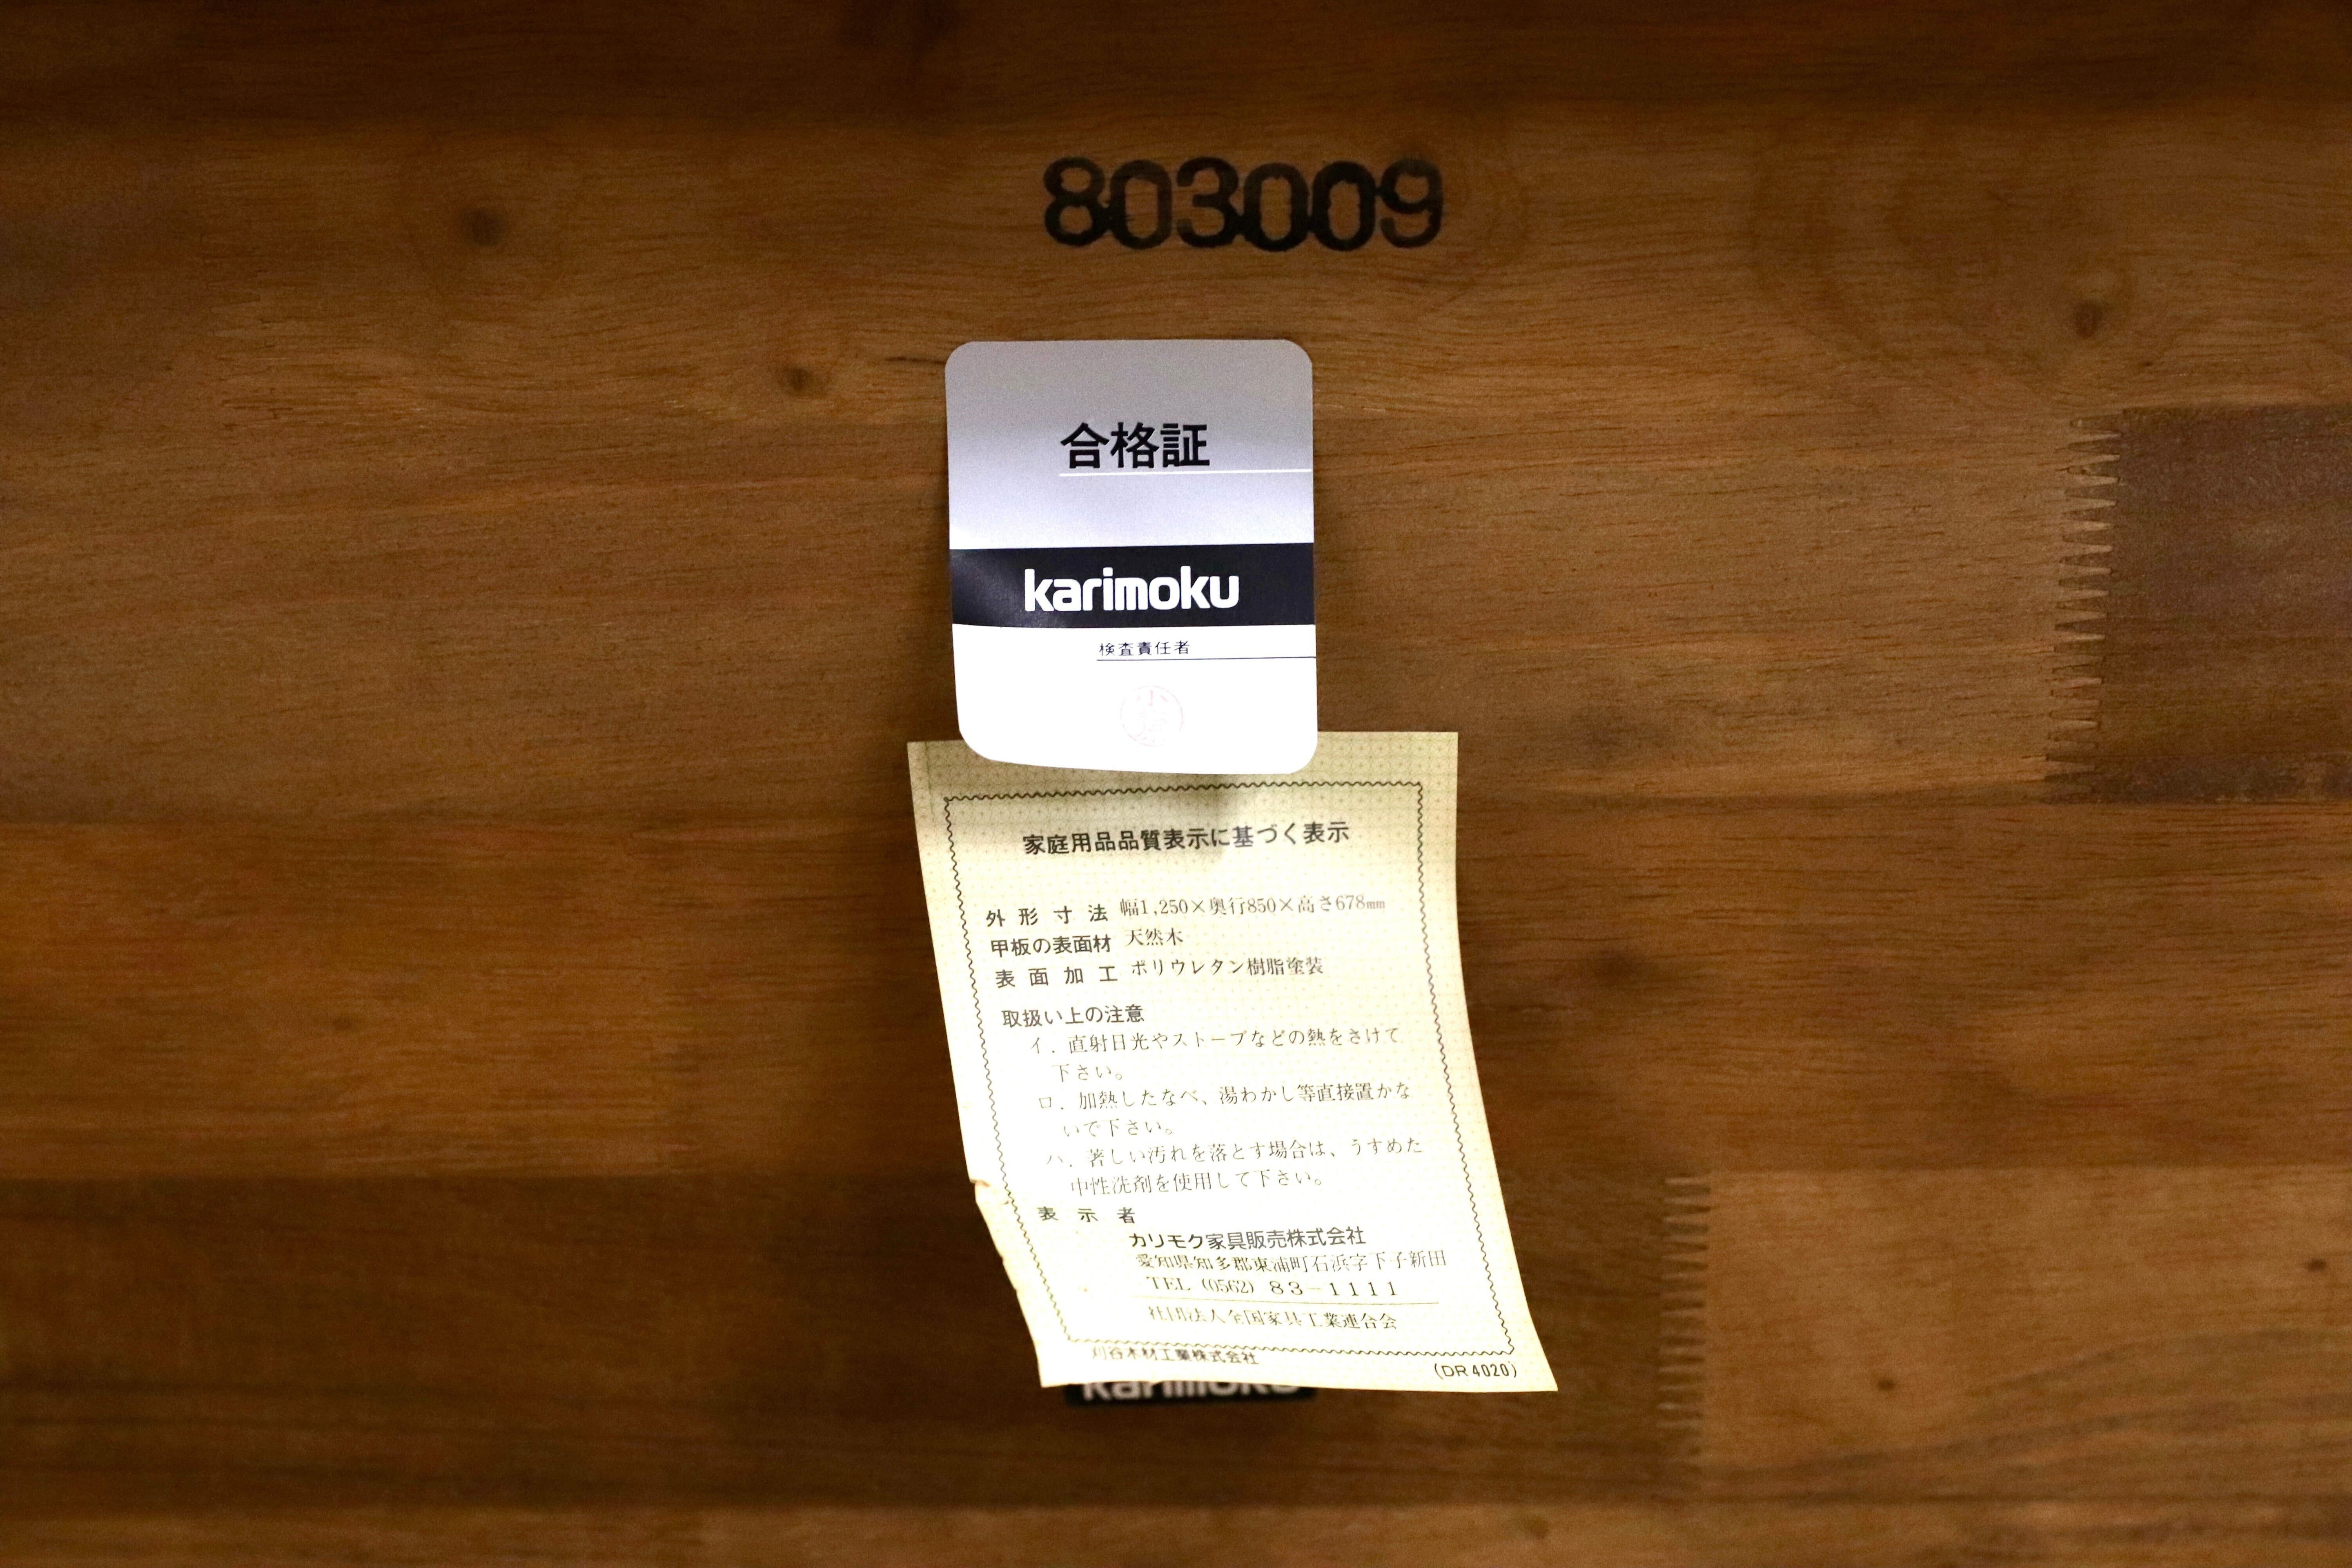 803009
合格証
karimoku
検査責任者
家庭用品品質表示に基づく表示
外形寸法 幅1,250×奥行850×高さ678mm
甲板の表面材 天然木
表面加工 ポリウレタン樹脂塗装
取扱い上の注意
イ. 直射日光やストーブなどの熱をさけて
下さい。
ロ. 加熱したなべ、湯わかし等直接置かな
いで下さい。
ハ. 著しい汚れを落とす場合は、うすめた
中性洗剤を使用して下さい。
表示者
カリモク家具販売株式会社
愛知県知多郡東浦町石浜字下子新田
TEL (0562) 83-1111
社団法人全国家具工業連合会
刈谷木材工業株式会社
(DR4020)
karimoku